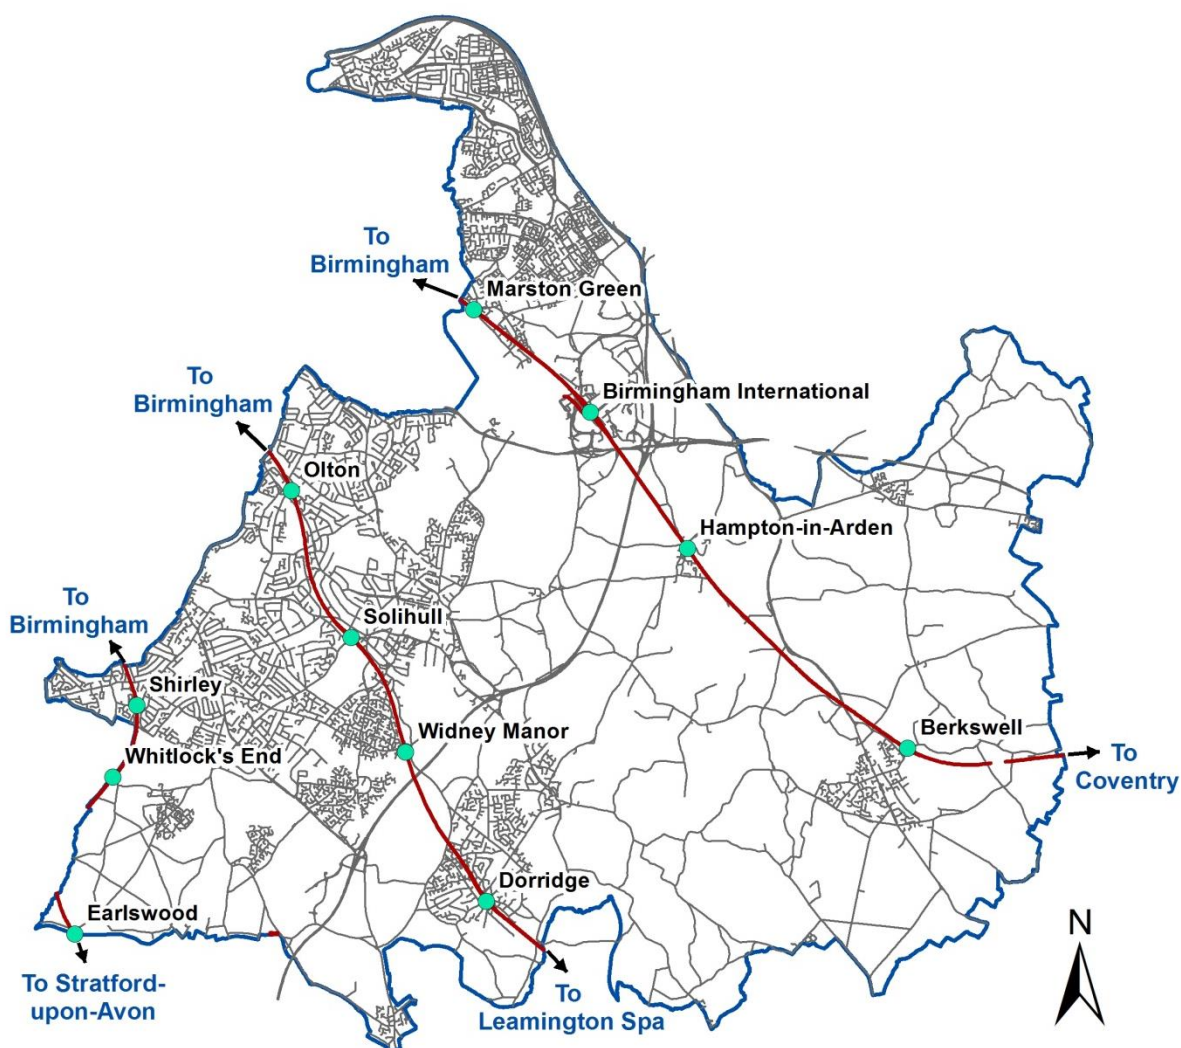 To
Birmingham
Marston Green
To
Birmingham
Birmingham International
Olton
Hampton-in-Arden
To
Birmingham
Solihull
Shirley
Widney Manor
Berkswell
Whitlock's End
To
Coventry
Dorridge
Earlswood
N
To Stratford-
upon-Avon
To
Leamington Spa